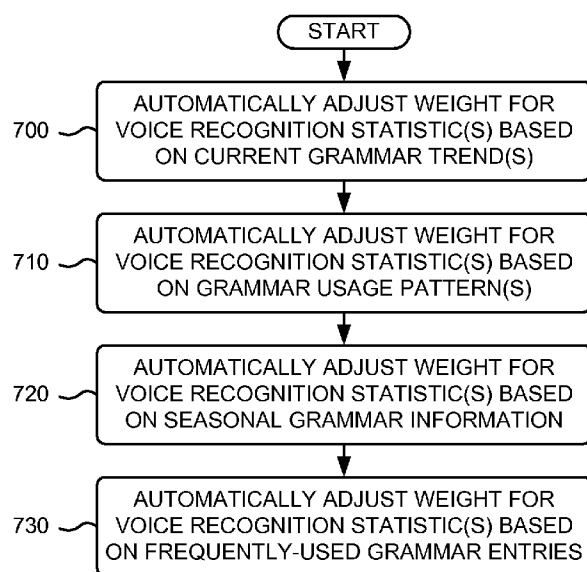 START
700
AUTOMATICALLY ADJUST WEIGHT FOR
VOICE RECOGNITION STATISTIC(S) BASED
ON CURRENT GRAMMAR TREND(S)
710
AUTOMATICALLY ADJUST WEIGHT FOR
VOICE RECOGNITION STATISTIC(S) BASED
ON GRAMMAR USAGE PATTERN(S)
720
AUTOMATICALLY ADJUST WEIGHT FOR
VOICE RECOGNITION STATISTIC(S) BASED
ON SEASONAL GRAMMAR INFORMATION
730
AUTOMATICALLY ADJUST WEIGHT FOR
VOICE RECOGNITION STATISTIC(S) BASED
ON FREQUENTLY-USED GRAMMAR ENTRIES